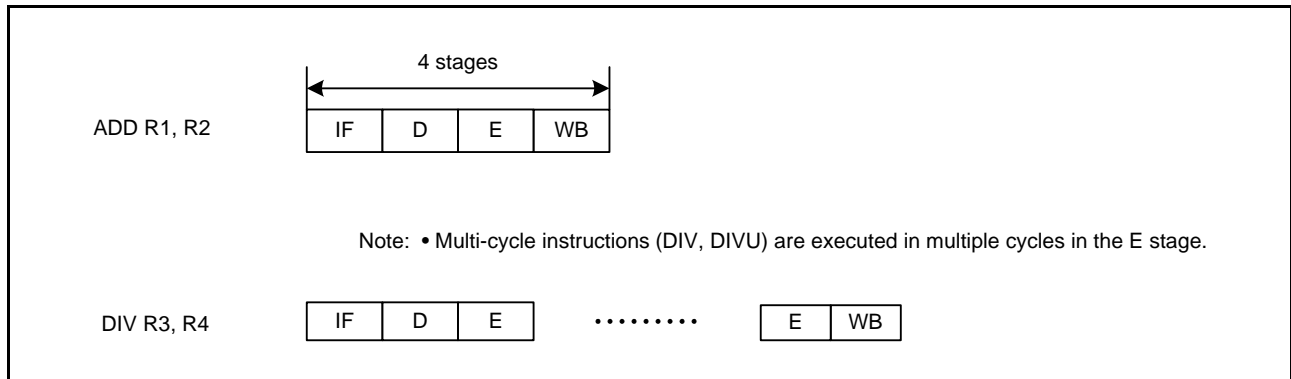 4 stages
ADD R1, R2 IF D E WB
Note: • Multi-cycle instructions (DIV, DIVU) are executed in multiple cycles in the E stage.
DIV R3, R4 IF D E ········· E WB